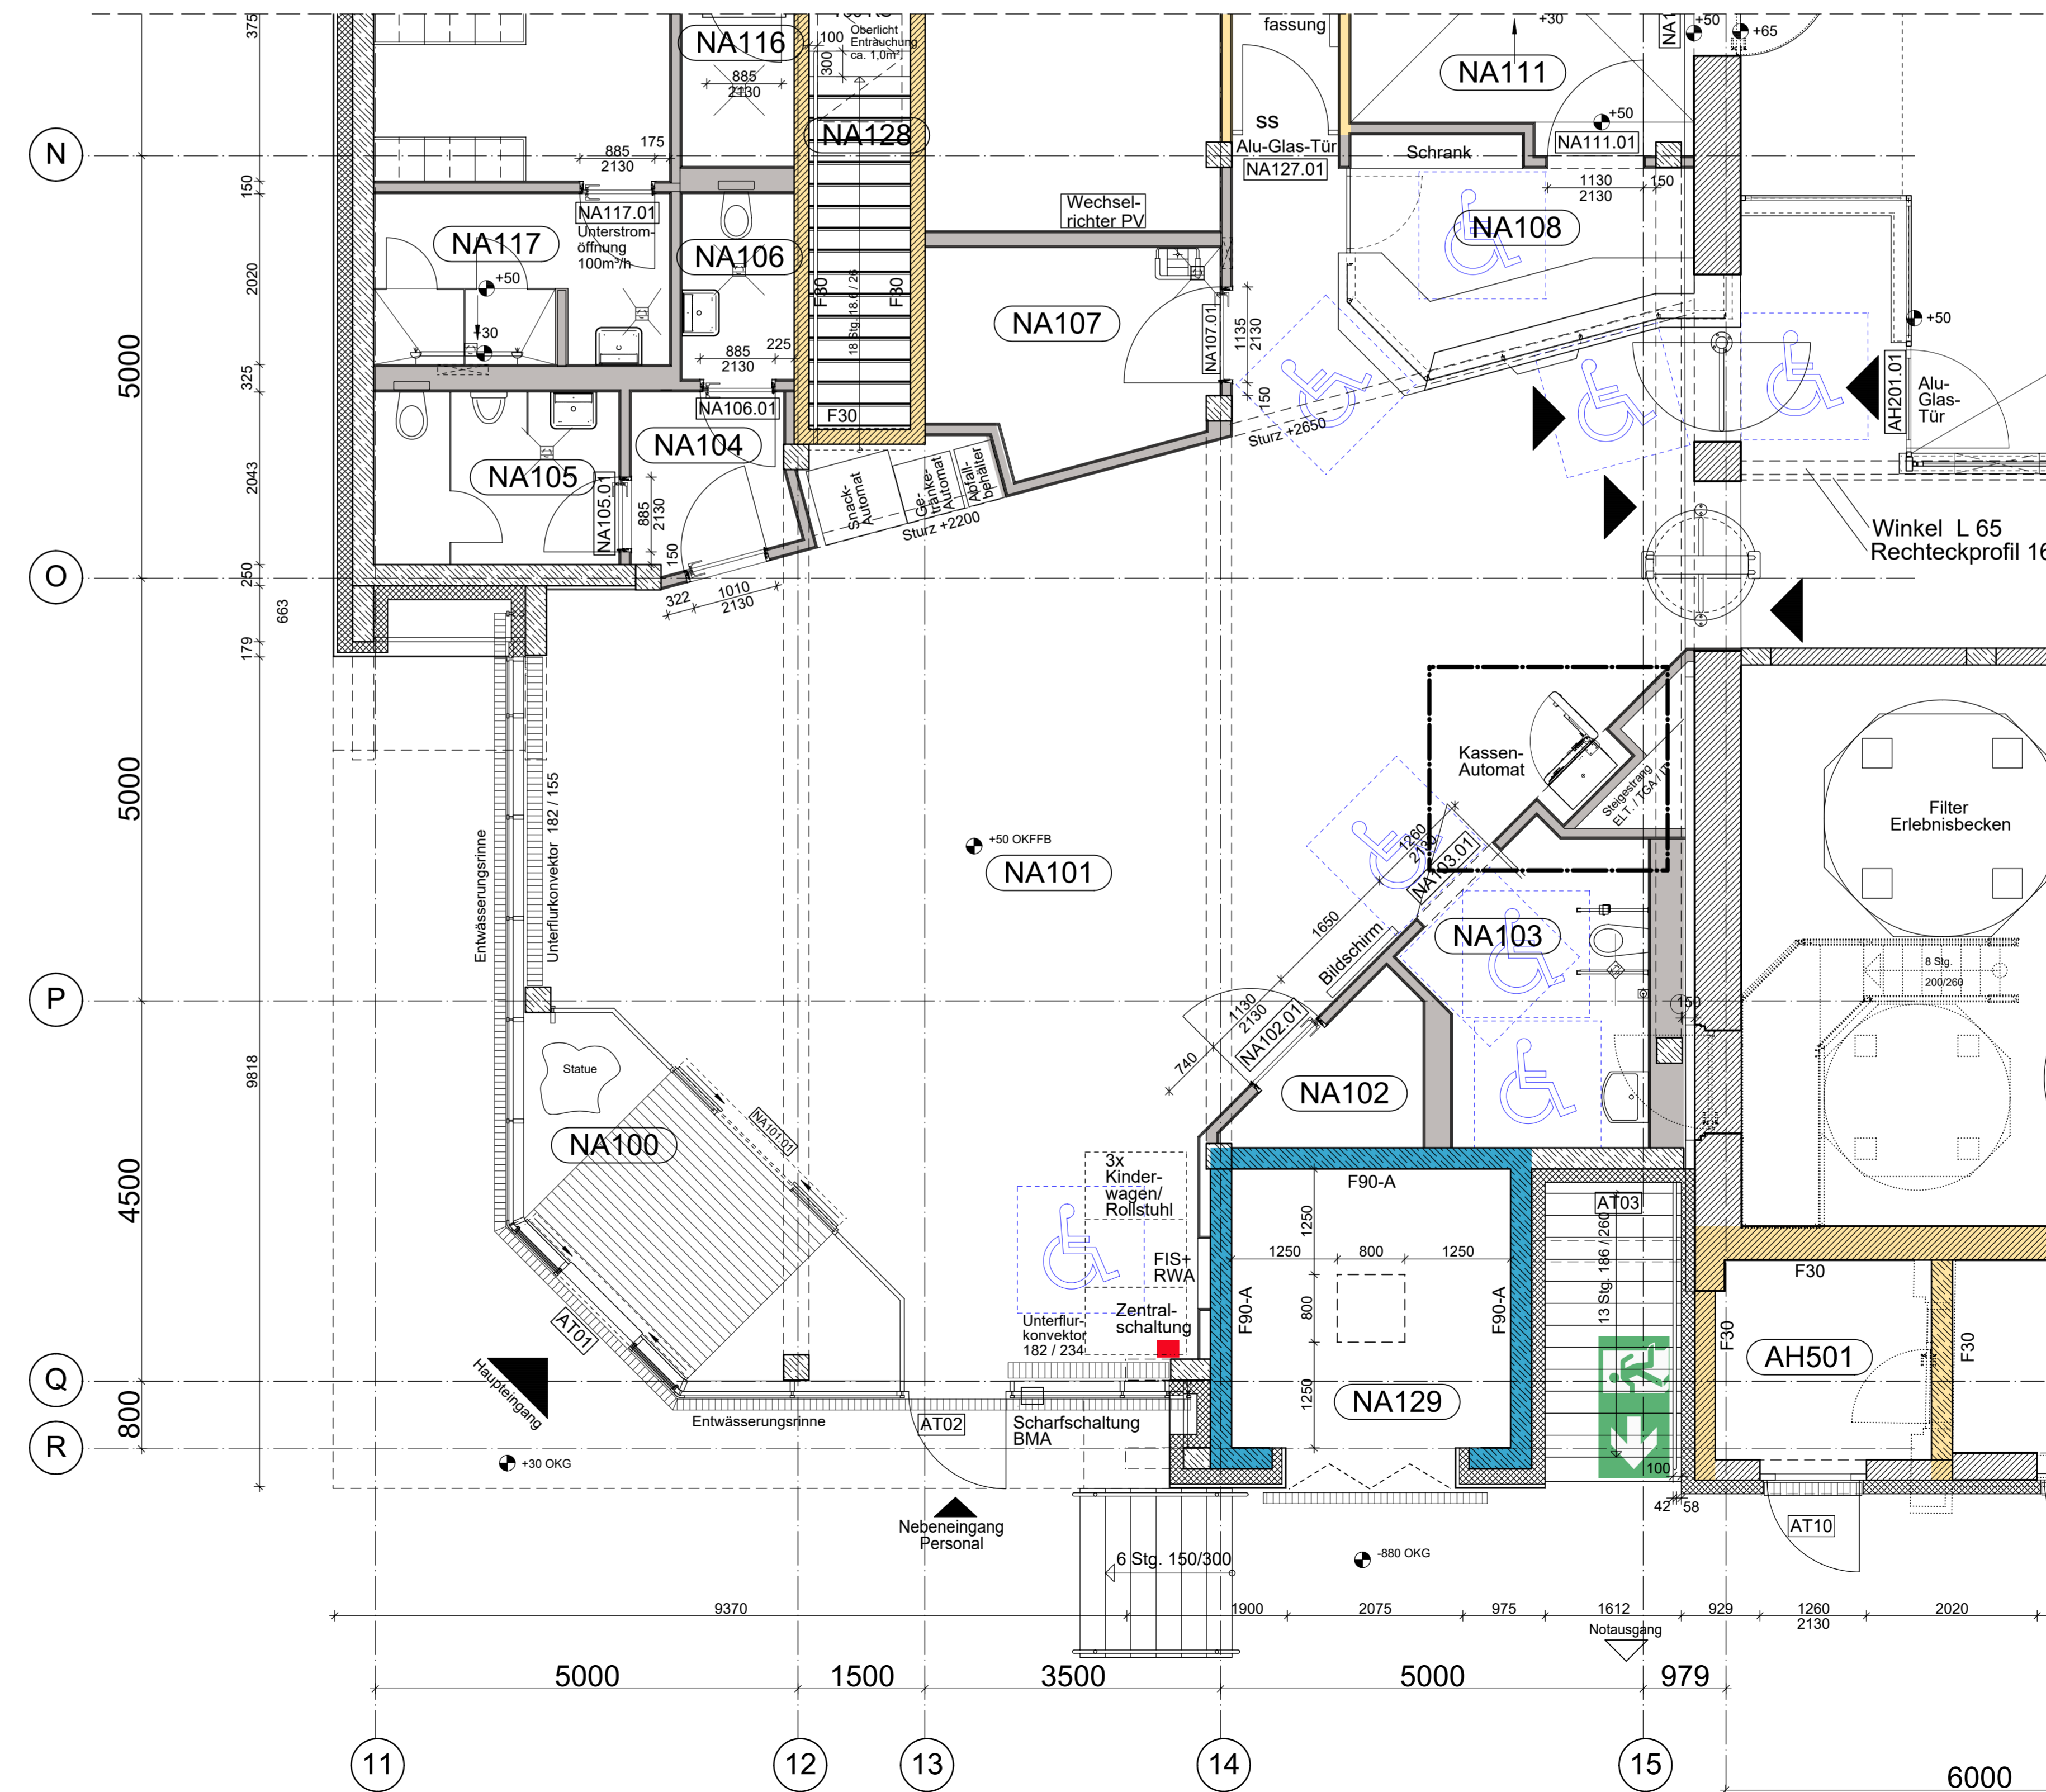 375
NA116
885
2130
100
300
Oberlicht
Entrauchung
ca. 1,0m²
NA128
fassung
+30
NA111
+50
+65
+50
NA111.01
SS
Alu-Glas-Tür
NA127.01
Schrank
1130
2130
150
N
150
885
2130
175
NA117.01
Unterstrom-
öffnung
100m³/h
NA117
+50
+30
NA106
225
885
2130
NA106.01
F30
F30
18 Stg. 18.6 / 26
F30
Wechsel-
richter PV
NA107
NA107.01
1135
2130
150
NA108
+50
AH201.01
Alu-
Glas-
Tür
2020
5000
325
NA104
NA105
NA105.01
885
2130
150
2043
Snack-
Automat
Ge-
tränke-
Automat
Abfall-
behälter
Sturz +2200
Sturz +2650
Winkel L 65
Rechteckprofil 16
O
250
663
179
322
1010
2130
5000
Entwässerungsrinne
Unterflurkonvektor 182 / 155
+50 OKFFB
NA101
Kassen-
Automat
Steigestrang
ELT. / TGA / IT
Filter
Erlebnisbecken
1260
2130
NA103.01
1650
Bildschirm
NA103
8 Stg.
200/260
150
P
9818
1130
2130
NA102.01
740
NA102
Statue
NA100
NA101.01
4500
3x
Kinder-
wagen/
Rollstuhl
FIS+
RWA
Zentral-
schaltung
Unterflur-
konvektor
182 / 234
F90-A
F90-A
F90-A
1250
1250
800
1250
800
1250
NA129
AT03
13 Stg. 186 / 260
F30
F30
F30
AH501
AT01
Haupteingang
Q
800
R
Entwässerungsrinne
AT02
Scharfschaltung
BMA
+30 OKG
Nebeneingang
Personal
100
42
58
AT10
6 Stg. 150/300
-880 OKG
9370
1900
2075
975
1612
929
1260
2130
2020
Notausgang
5000
1500
3500
5000
979
11
12
13
14
15
6000